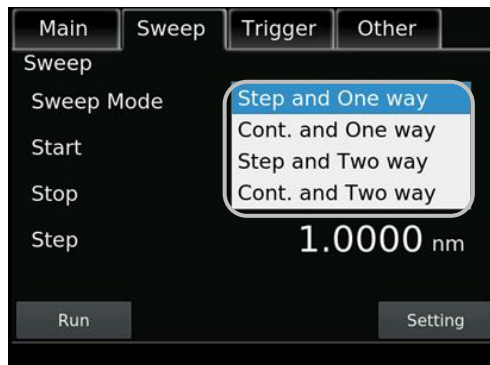 Main Sweep Trigger Other
Sweep
Sweep Mode Step and One way
Cont. and One way
Start
Step and Two way
Stop Cont. and Two way
Step 1.0000 nm
Run Setting